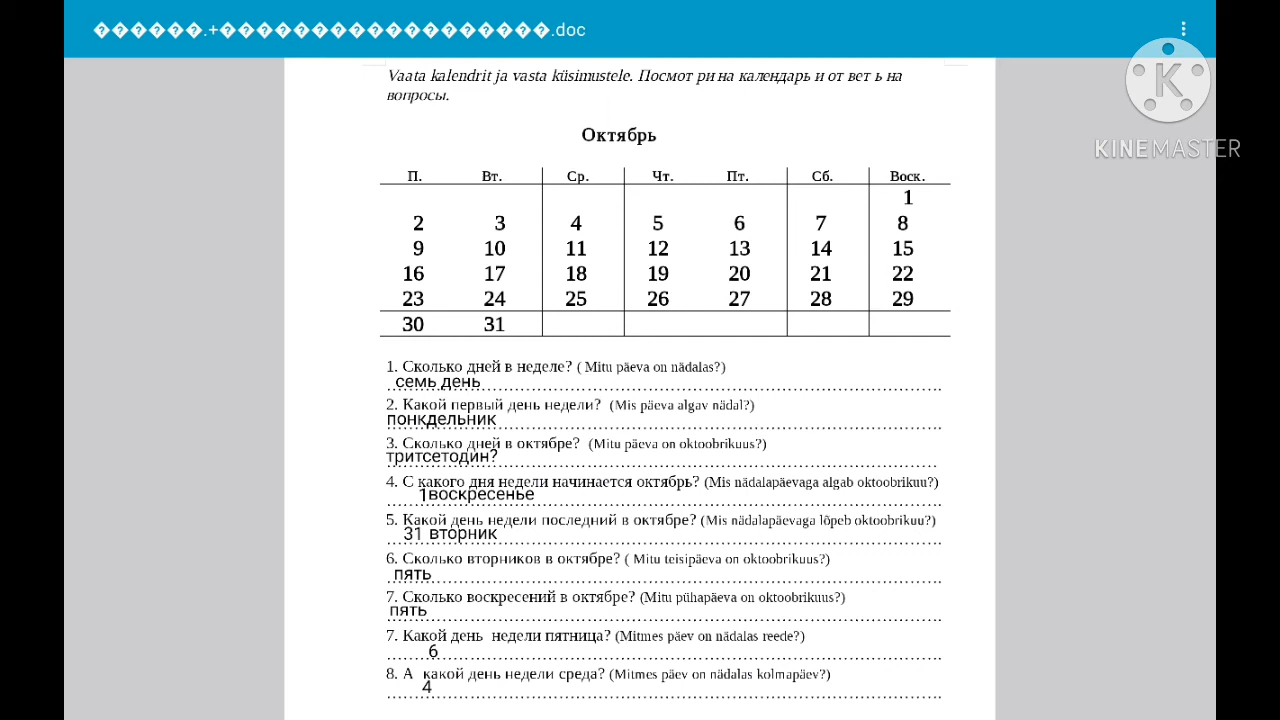 ������.+������������������.doc
KINEMASTER
Vaata kalendrit ja vasta küsimustele. Посмот ри на календарь и от вет ь на
вопросы.
Октябрь
П. Вт. Ср. Чт. Пт. Сб. Воск.
1
2 3 4 5 6 7 8
9 10 11 12 13 14 15
16 17 18 19 20 21 22
23 24 25 26 27 28 29
30 31
1. Сколько дней в неделе? ( Mitu päeva on nädalas?)
семь день
2. Какой первый день недели? (Mis päeva algav nädal?)
понкдельник
3. Сколько дней в октябре? (Mitu päeva on oktoobrikuus?)
тритсетодин?
4. С какого дня недели начинается октябрь? (Mis nädalapäevaga algab oktoobrikuu?)
1воскресенье
5. Какой день недели последний в октябре? (Mis nädalapäevaga lõpeb oktoobrikuu?)
31 вторник
6. Сколько вторников в октябре? ( Mitu teisipäeva on oktoobrikuus?)
пять
7. Сколько воскресений в октябре? (Mitu pühapäeva on oktoobrikuus?)
пять
7. Какой день недели пятница? (Mitmes päev on nädalas reede?)
6
8. А какой день недели среда? (Mitmes päev on nädalas kolmapäev?)
4